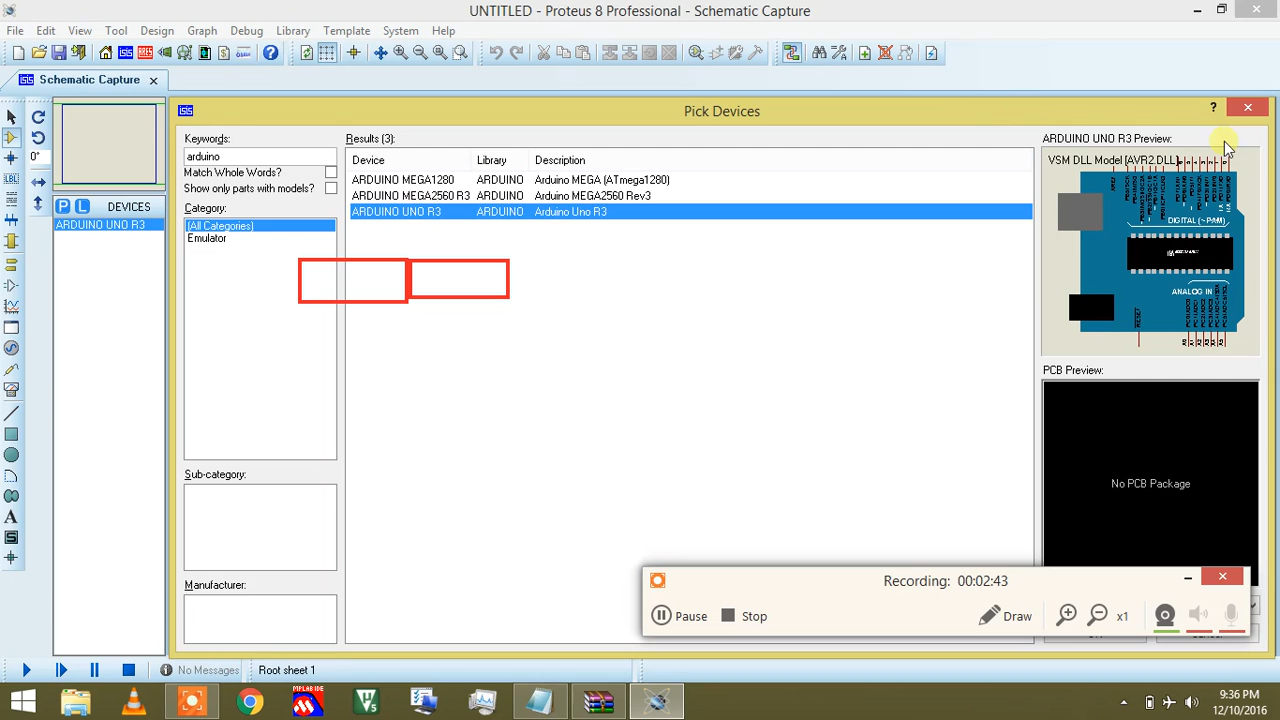 UNTITLED - Proteus 8 Professional - Schematic Capture
File Edit View Tool Design Graph Debug Library Template System Help
Schematic Capture
Pick Devices
Keywords:
arduino
Match Whole Words?
Show only parts with models?
Category:
(All Categories)
Emulator
Sub-category:
Manufacturer:
Results (3):
Device Library Description
ARDUINO MEGA1280 ARDUINO Arduino MEGA (ATmega1280)
ARDUINO MEGA2560 R3 ARDUINO Arduino MEGA2560 Rev3
ARDUINO UNO R3 ARDUINO Arduino Uno R3
ARDUINO UNO R3 Preview:
VSM DLL Model [AVR2.DLL]
DIGITAL (~PWM)
ANALOG IN
RESET
PCB Preview:
No PCB Package
0°
P L DEVICES
ARDUINO UNO R3
LBL
A
Recording: 00:02:43
Pause Stop Draw x1
No Messages Root sheet 1
MPLAB IDE
9:36 PM
12/10/2016